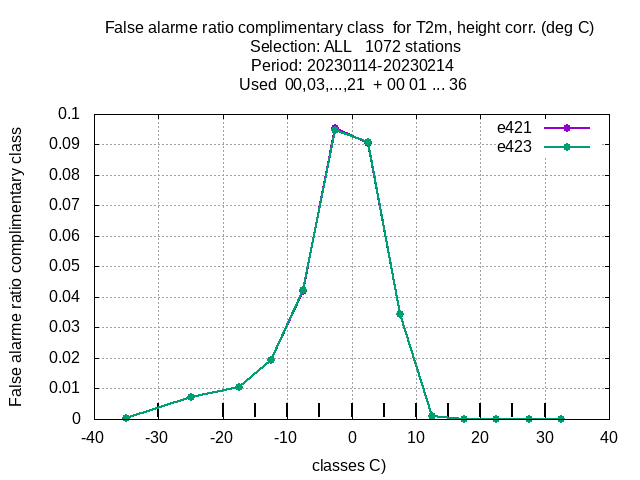 False alarme ratio complimentary class  for T2m, height corr. (deg C)
Selection: ALL   1072 stations
Period: 20230114-20230214
Used  00,03,...,21  + 00 01 ... 36
False alarme ratio complimentary class
0.1
0.09
0.08
0.07
0.06
0.05
0.04
0.03
0.02
0.01
0
e421
e423
-40 -30 -20 -10 0 10 20 30 40
classes C)